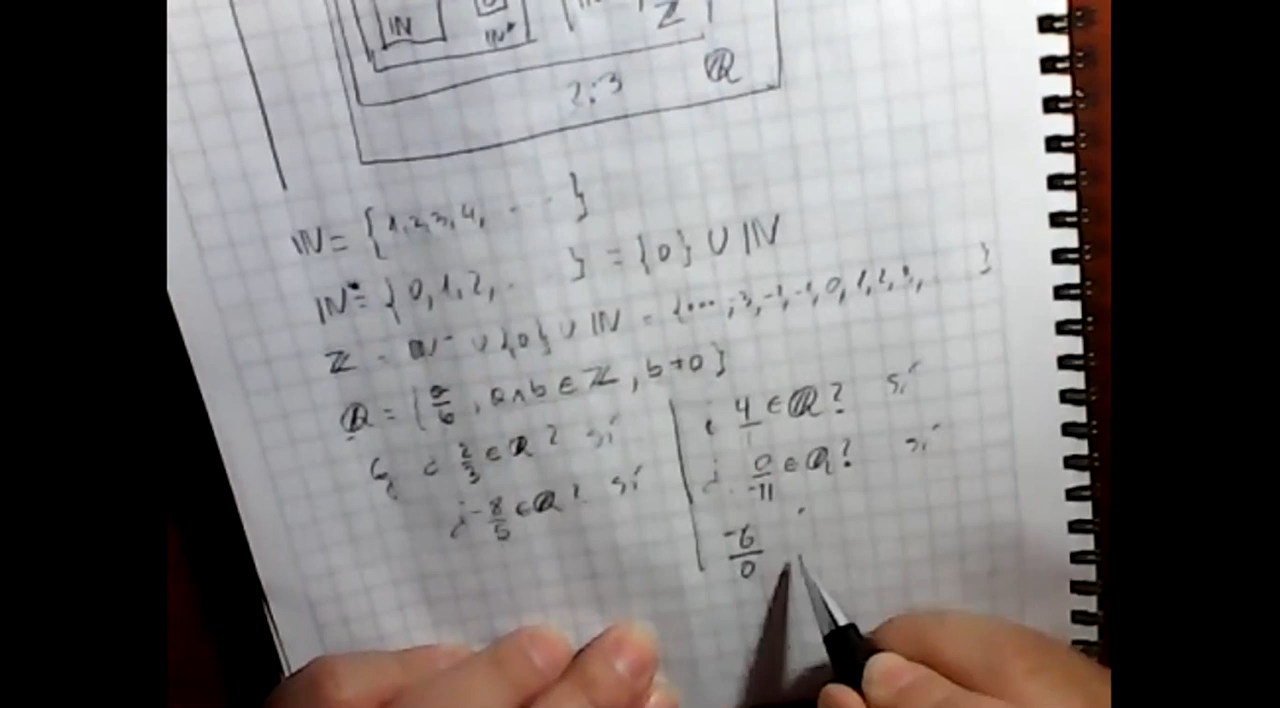 IN
IN*
Z
2:3
Q
IN = {1,2,3,4, ... }
IN* = {0,1,2,. } = {0} ∪ IN
Z = IN⁻ ∪ {0} ∪ IN = {..., -3,-2,-1,0,1,2,3, }
Q = { a/b , a ∧ b ∈ Z , b ≠ 0 }
¿ 2/3 ∈ Q ? sí
¿ -8/5 ∈ Q ? sí
¿ 4/1 ∈ Q ? sí
¿ 0/-11 ∈ Q ? sí
-6/0